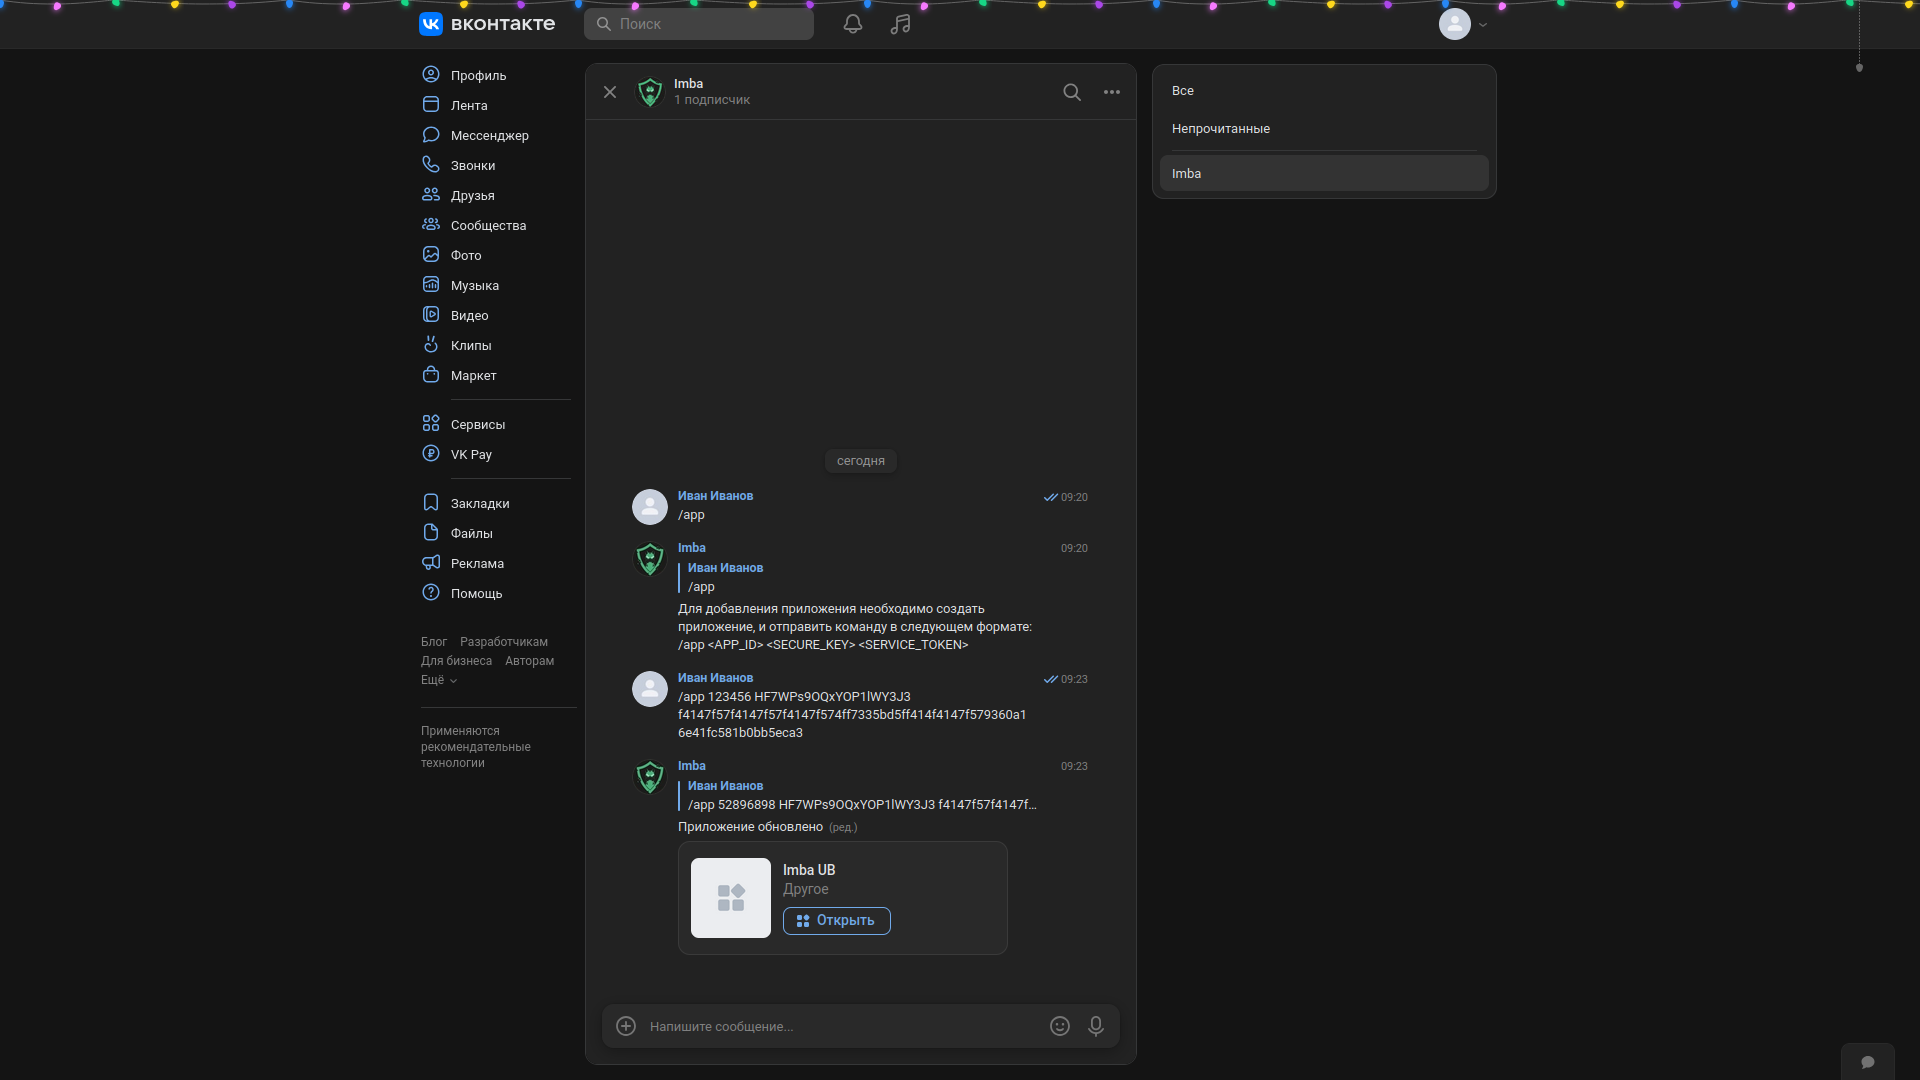 вконтакте
Поиск
Профиль
Лента
Мессенджер
Звонки
Друзья
Сообщества
Фото
Музыка
Видео
Клипы
Маркет
Сервисы
VK Pay
Закладки
Файлы
Реклама
Помощь
Блог Разработчикам
Для бизнеса Авторам
Ещё
Применяются
рекомендательные
технологии
Imba
1 подписчик
сегодня
Иван Иванов 09:20
/app
Imba 09:20
Иван Иванов
/app
Для добавления приложения необходимо создать
приложение, и отправить команду в следующем формате:
/app <APP_ID> <SECURE_KEY> <SERVICE_TOKEN>
Иван Иванов 09:23
/app 123456 HF7WPs9OQxYOP1lWY3J3
f4147f57f4147f57f4147f574ff7335bd5ff414f4147f579360a1
6e41fc581b0bb5eca3
Imba 09:23
Иван Иванов
/app 52896898 HF7WPs9OQxYOP1lWY3J3 f4147f57f4147f...
Приложение обновлено (ред.)
Imba UB
Другое
Открыть
Напишите сообщение...
Все
Непрочитанные
Imba